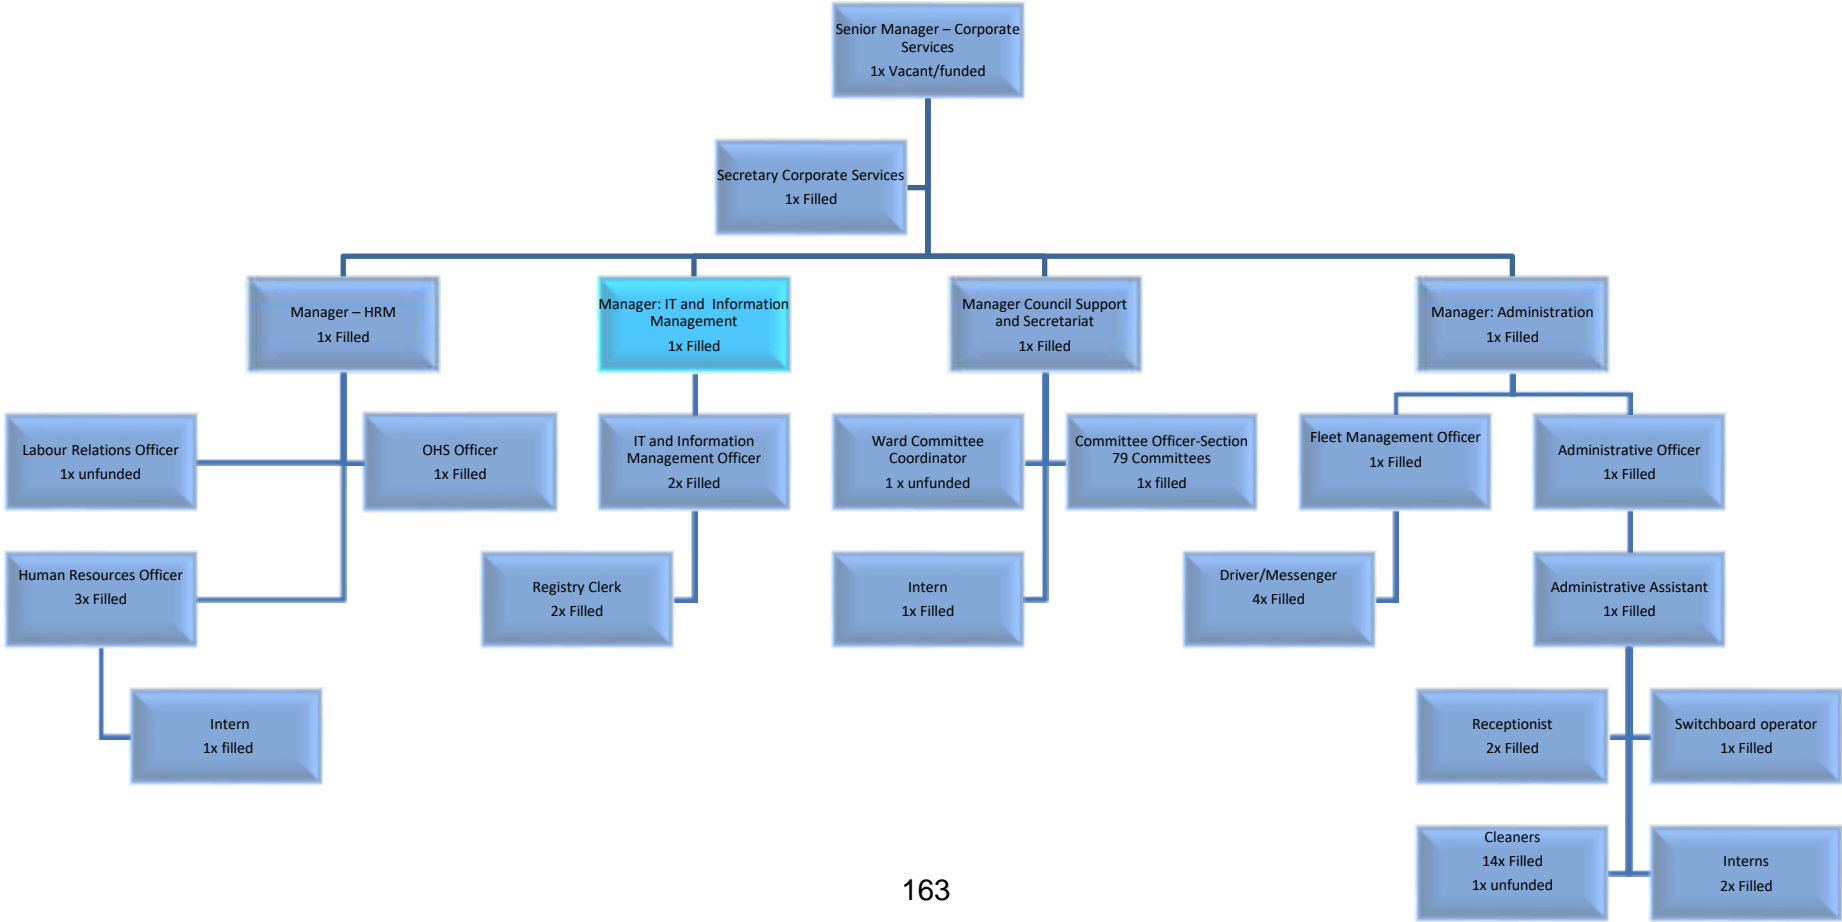 Senior Manager – Corporate
Services
1x Vacant/funded
Secretary Corporate Services
1x Filled
Manager – HRM
1x Filled
Manager: IT and  Information
Management
1x Filled
Manager Council Support
and Secretariat
1x Filled
Manager: Administration
1x Filled
Labour Relations Officer
1x unfunded
OHS Officer
1x Filled
IT and Information
Management Officer
2x Filled
Ward Committee
Coordinator
1 x unfunded
Committee Officer-Section
79 Committees
1x filled
Fleet Management Officer
1x Filled
Administrative Officer
1x Filled
Human Resources Officer
3x Filled
Registry Clerk
2x Filled
Intern
1x Filled
Driver/Messenger
4x Filled
Administrative Assistant
1x Filled
Intern
1x filled
Receptionist
2x Filled
Switchboard operator
1x Filled
Cleaners
14x Filled
1x unfunded
Interns
2x Filled
163